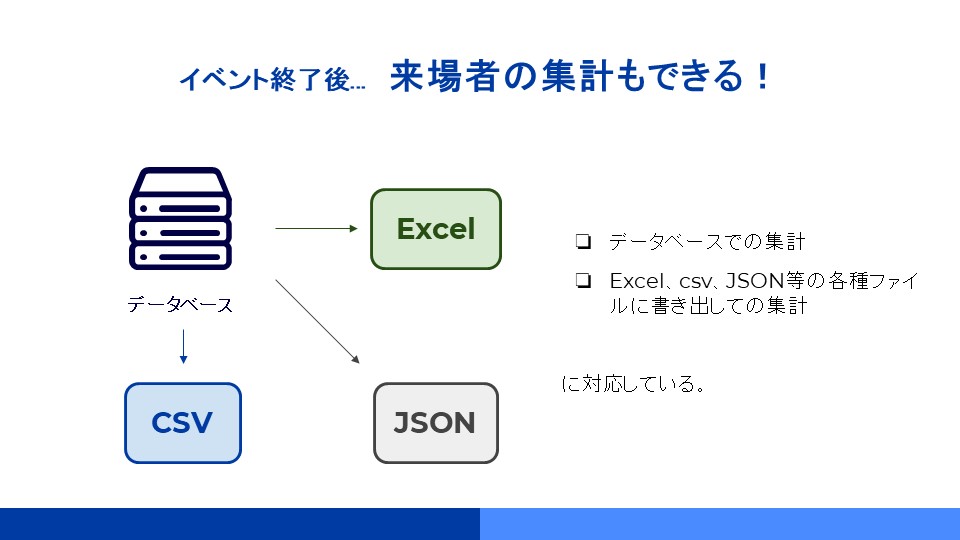 イベント終了後... 来場者の集計もできる！
Excel
データベース
CSV
JSON
❏ データベースでの集計
❏ Excel、csv、JSON等の各種ファイ
ルに書き出しての集計
に対応している。